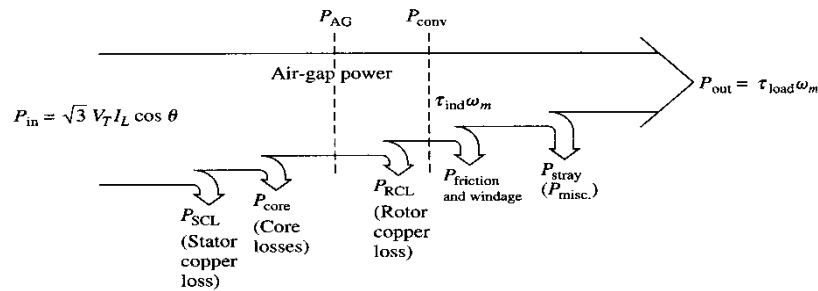 P_AG
P_conv
Air-gap power
P_out = τ_load ω_m
P_in = √3 V_T I_L cos θ
τ_ind ω_m
P_SCL
(Stator
copper
loss)
P_core
(Core
losses)
P_RCL
(Rotor
copper
loss)
P_friction
and windage
P_stray
(P_misc.)